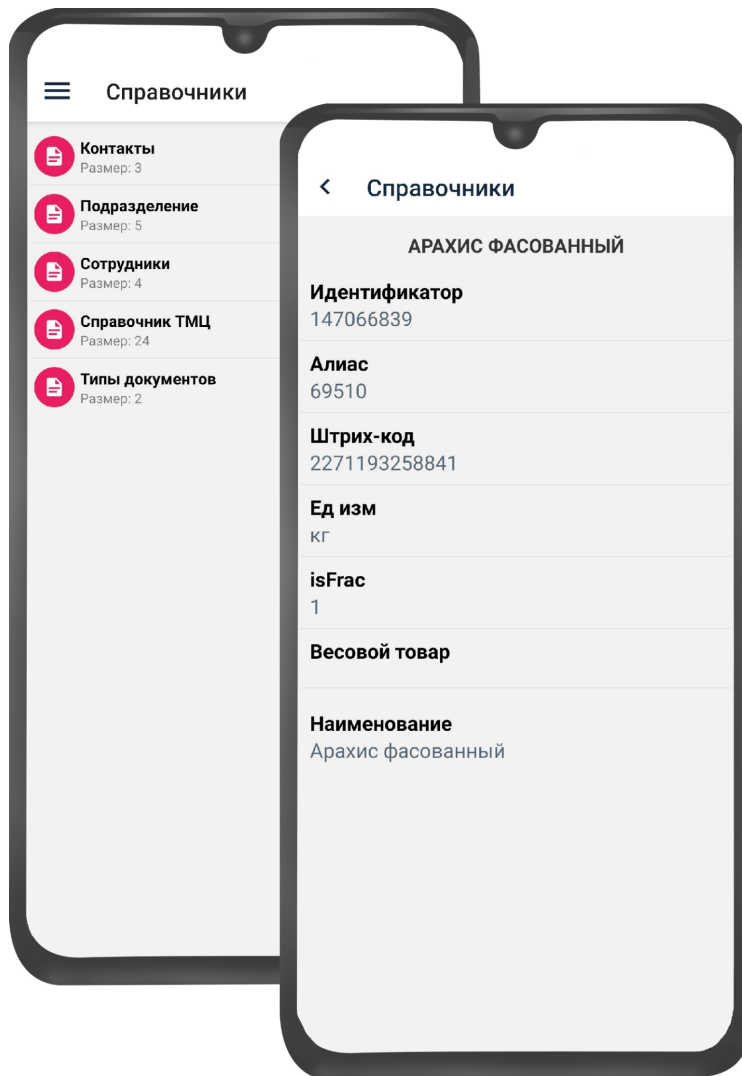 Справочники
Контакты
Размер: 3
Подразделение
Размер: 5
Сотрудники
Размер: 4
Справочник ТМЦ
Размер: 24
Типы документов
Размер: 2
Справочники
АРАХИС ФАСОВАННЫЙ
Идентификатор
147066839
Алиас
69510
Штрих-код
2271193258841
Ед изм
кг
isFrac
1
Весовой товар
Наименование
Арахис фасованный